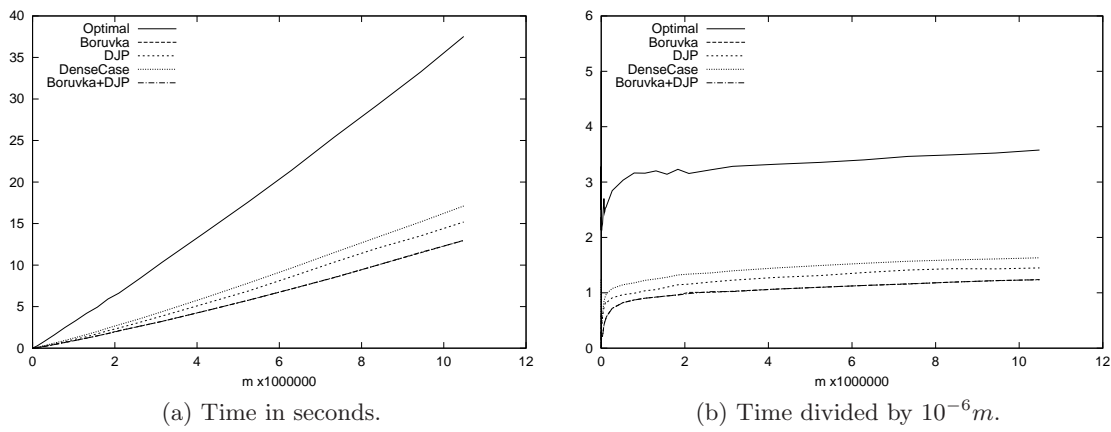 40
35
30
25
20
15
10
5
0
Optimal
Boruvka
DJP
DenseCase
Boruvka+DJP
0 2 4 6 8 10 12
m x1000000
(a) Time in seconds.
6
5
4
3
2
1
0
Optimal
Boruvka
DJP
DenseCase
Boruvka+DJP
0 2 4 6 8 10 12
m x1000000
(b) Time divided by 10⁻⁶m.